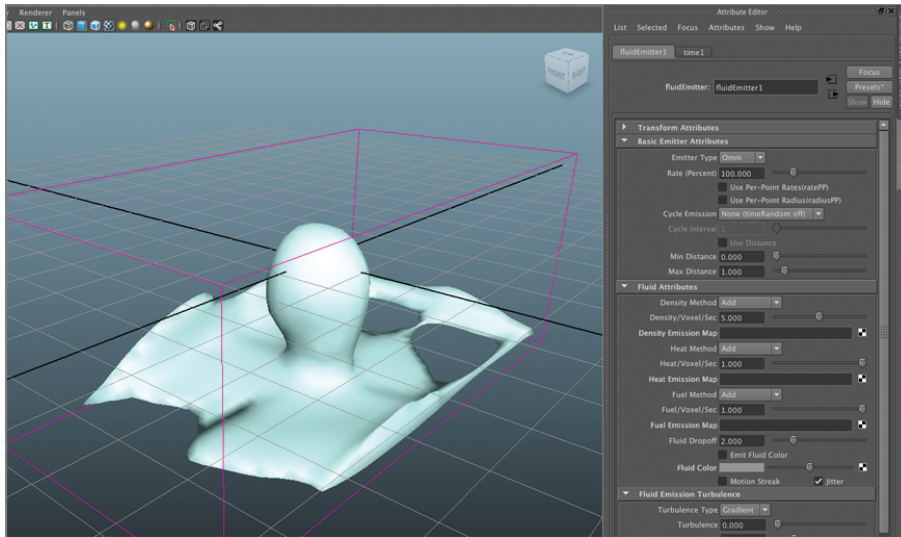 Renderer Panels
FRONT RIGHT
Attribute Editor
List Selected Focus Attributes Show Help
fluidEmitter1 time1
fluidEmitter: fluidEmitter1
Focus
Presets*
Show Hide
Transform Attributes
Basic Emitter Attributes
Emitter Type Omni
Rate (Percent) 100.000
Use Per-Point Rates(ratePP)
Use Per-Point Radius(radiusPP)
Cycle Emission None (timeRandom off)
Cycle Interval 1
Use Distance
Min Distance 0.000
Max Distance 1.000
Fluid Attributes
Density Method Add
Density/Voxel/Sec 5.000
Density Emission Map
Heat Method Add
Heat/Voxel/Sec 1.000
Heat Emission Map
Fuel Method Add
Fuel/Voxel/Sec 1.000
Fuel Emission Map
Fluid Dropoff 2.000
Emit Fluid Color
Fluid Color
Motion Streak Jitter
Fluid Emission Turbulence
Turbulence Type Gradient
Turbulence 0.000